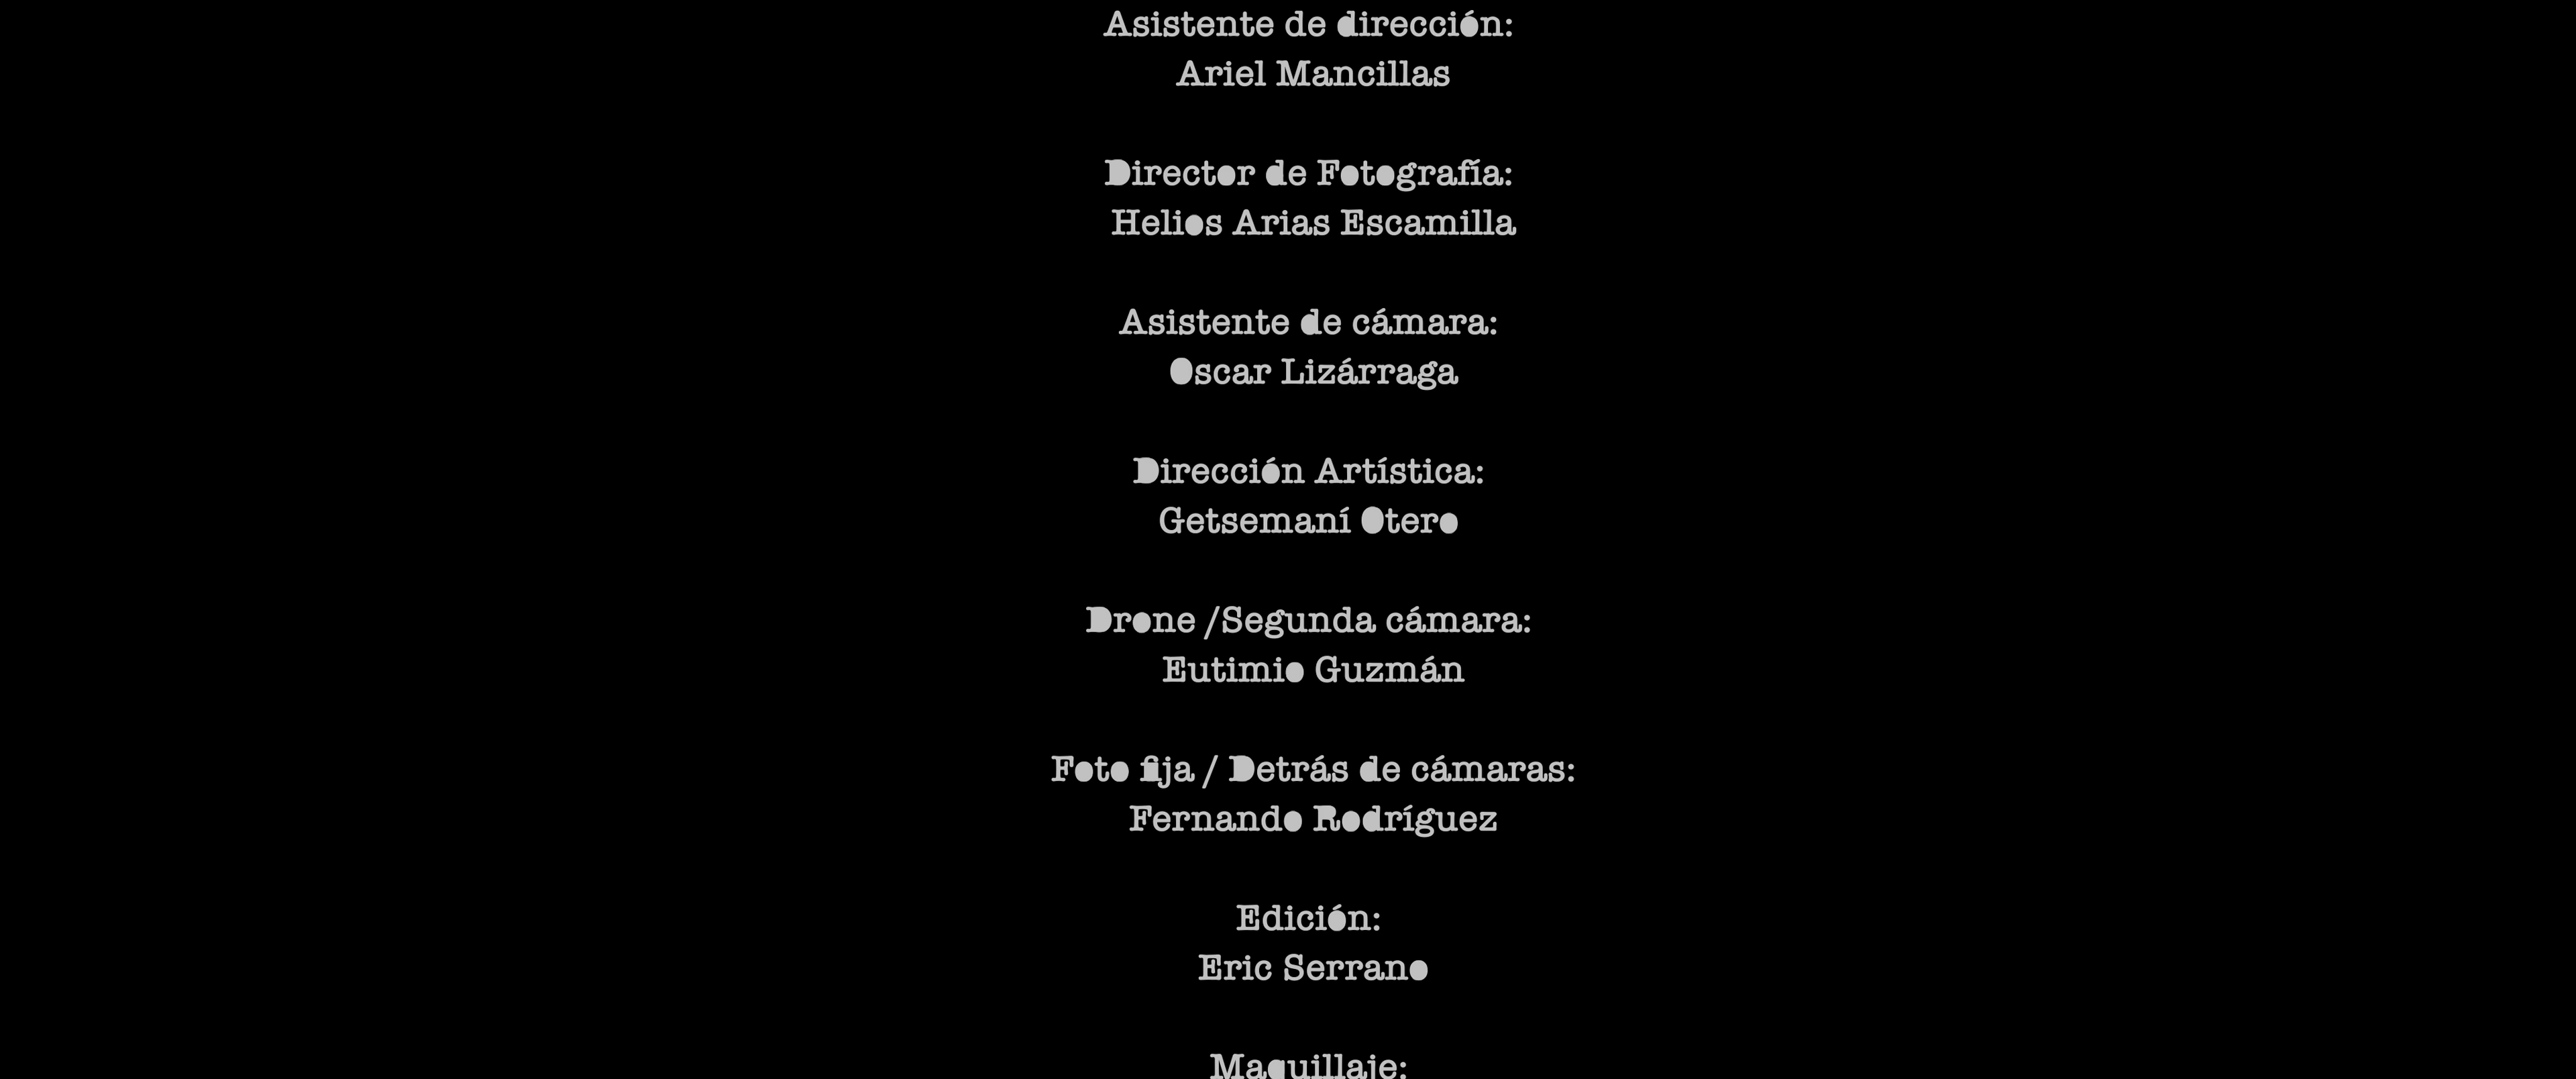 Asistente de dirección:
Ariel Mancillas
Director de Fotografía:
Helios Arias Escamilla
Asistente de cámara:
Oscar Lizárraga
Dirección Artística:
Getsemaní Otero
Drone /Segunda cámara:
Eutimio Guzmán
Foto fija / Detrás de cámaras:
Fernando Rodríguez
Edición:
Eric Serrano
Maquillaje: